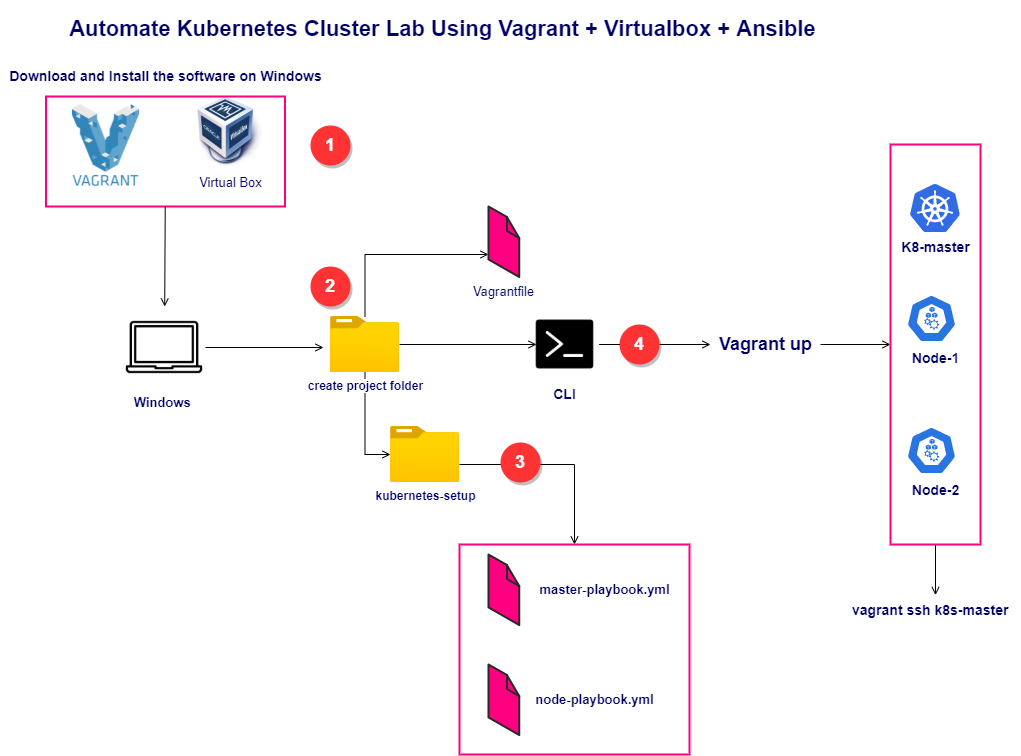 Automate Kubernetes Cluster Lab Using Vagrant + Virtualbox + Ansible
Download and Install the software on Windows
VAGRANT
ORACLE
VirtualBox
Virtual Box
1
K8-master
2
Vagrantfile
Node-1
4
Vagrant up
create project folder
CLI
Windows
3
kubernetes-setup
Node-2
master-playbook.yml
vagrant ssh k8s-master
node-playbook.yml